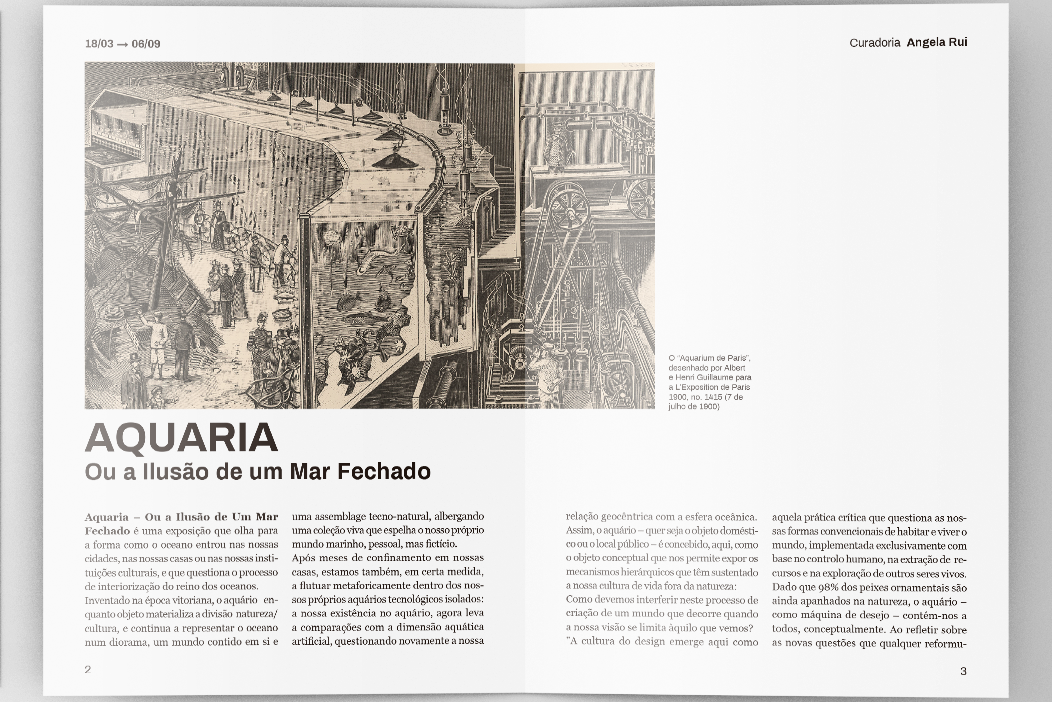 18/03 → 06/09
Curadoria Angela Rui
O "Aquarium de Paris",
desenhado por Albert
e Henri Guillaume para
a L'Exposition de Paris
1900, no. 1415 (7 de
julho de 1900)
AQUARIA
Ou a Ilusão de um Mar Fechado
Aquaria – Ou a Ilusão de Um Mar
Fechado é uma exposição que olha para
a forma como o oceano entrou nas nossas
cidades, nas nossas casas ou nas nossas insti-
tuições culturais, e que questiona o processo
de interiorização do reino dos oceanos.
Inventado na época vitoriana, o aquário en-
quanto objeto materializa a divisão natureza/
cultura, e continua a representar o oceano
num diorama, um mundo contido em si e
uma assemblage tecno-natural, albergando
uma coleção viva que espelha o nosso próprio
mundo marinho, pessoal, mas fictício.
Após meses de confinamento em nossas
casas, estamos também, em certa medida,
a flutuar metaforicamente dentro dos nos-
sos próprios aquários tecnológicos isolados:
a nossa existência no aquário, agora leva
a comparações com a dimensão aquática
artificial, questionando novamente a nossa
relação geocêntrica com a esfera oceânica.
Assim, o aquário – quer seja o objeto domésti-
co ou o local público – é concebido, aqui, como
o objeto conceptual que nos permite expor os
mecanismos hierárquicos que têm sustentado
a nossa cultura de vida fora da natureza:
Como devemos interferir neste processo de
criação de um mundo que decorre quando
a nossa visão se limita àquilo que vemos?
"A cultura do design emerge aqui como
aquela prática crítica que questiona as nos-
sas formas convencionais de habitar e viver o
mundo, implementada exclusivamente com
base no controlo humano, na extração de re-
cursos e na exploração de outros seres vivos.
Dado que 98% dos peixes ornamentais são
ainda apanhados na natureza, o aquário –
como máquina de desejo – contém-nos a
todos, conceptualmente. Ao refletir sobre
as novas questões que qualquer reformu-
2
3